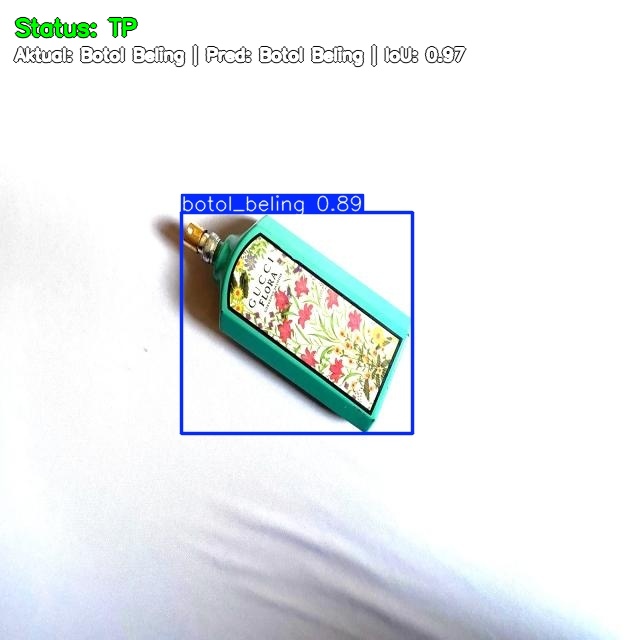 Status: TP
Aktual: Botol Beling | Pred: Botol Beling | IoU: 0.97
botol_beling 0.89
GUCCI
FLORA